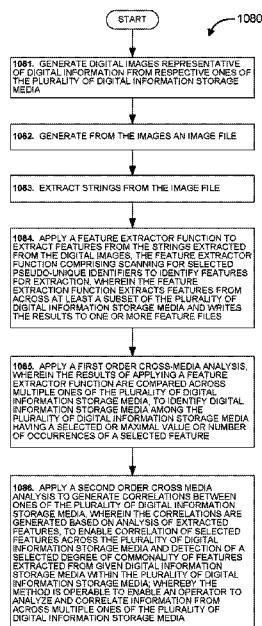 START
1080
1081. GENERATE DIGITAL IMAGES REPRESENTATIVE
OF DIGITAL INFORMATION FROM RESPECTIVE ONES OF
THE PLURALITY OF DIGITAL INFORMATION STORAGE
MEDIA
1082. GENERATE FROM THE IMAGES AN IMAGE FILE
1083. EXTRACT STRINGS FROM THE IMAGE FILE
1084. APPLY A FEATURE EXTRACTOR FUNCTION TO
EXTRACT FEATURES FROM THE STRINGS EXTRACTED
FROM THE DIGITAL IMAGES, THE FEATURE EXTRACTOR
FUNCTION COMPRISING SCANNING FOR SELECTED
PSEUDO-UNIQUE IDENTIFIERS TO IDENTIFY FEATURES
FOR EXTRACTION, WHEREIN THE FEATURE
EXTRACTION FUNCTION EXTRACTS FEATURES FROM
ACROSS AT LEAST A SUBSET OF THE PLURALITY OF
DIGITAL INFORMATION STORAGE MEDIA AND WRITES
THE RESULTS TO ONE OR MORE FEATURE FILES
1085. APPLY A FIRST ORDER CROSS-MEDIA ANALYSIS,
WHEREIN THE RESULTS OF APPLYING A FEATURE
EXTRACTOR FUNCTION ARE COMPARED ACROSS
MULTIPLE ONES OF THE PLURALITY OF DIGITAL
INFORMATION STORAGE MEDIA, TO IDENTIFY DIGITAL
INFORMATION STORAGE MEDIA AMONG THE
PLURALITY OF DIGITAL INFORMATION STORAGE MEDIA
HAVING A SELECTED OR MAXIMAL VALUE OR NUMBER
OF OCCURRENCES OF A SELECTED FEATURE
1086. APPLY A SECOND ORDER CROSS MEDIA
ANALYSIS TO GENERATE CORRELATIONS BETWEEN
ONES OF THE PLURALITY OF DIGITAL INFORMATION
STORAGE MEDIA, WHEREIN THE CORRELATIONS ARE
GENERATED BASED ON ANALYSIS OF EXTRACTED
FEATURES, TO ENABLE CORRELATION OF SELECTED
FEATURES ACROSS THE PLURALITY OF DIGITAL
INFORMATION STORAGE MEDIA AND DETECTION OF A
SELECTED DEGREE OF COMMONALITY OF FEATURES
EXTRACTED FROM GIVEN DIGITAL INFORMATION
STORAGE MEDIA WITHIN THE PLURALITY OF DIGITAL
INFORMATION STORAGE MEDIA; WHEREBY THE
METHOD IS OPERABLE TO ENABLE AN OPERATOR TO
ANALYZE AND CORRELATE INFORMATION FROM
ACROSS MULTIPLE ONES OF THE PLURALITY OF
DIGITAL INFORMATION STORAGE MEDIA